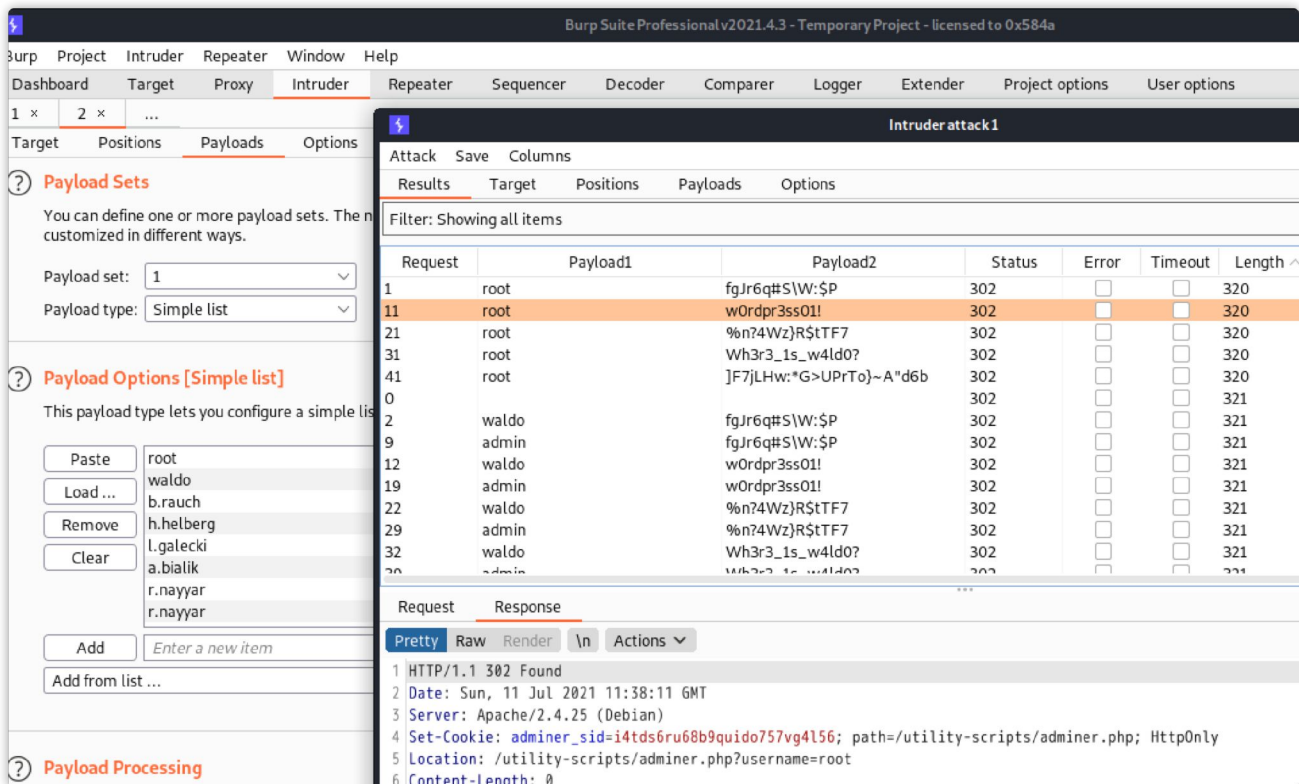 Burp Suite Professional v2021.4.3 - Temporary Project - licensed to 0x584a
Burp Project Intruder Repeater Window Help
Dashboard Target Proxy Intruder Repeater Sequencer Decoder Comparer Logger Extender Project options User options
1 × 2 × ...
Target Positions Payloads Options
? Payload Sets
You can define one or more payload sets. The n
customized in different ways.
Payload set: 1
Payload type: Simple list
? Payload Options [Simple list]
This payload type lets you configure a simple lis
Paste
Load ...
Remove
Clear
root
waldo
b.rauch
h.helberg
l.galecki
a.bialik
r.nayyar
r.nayyar
Add Enter a new item
Add from list ...
? Payload Processing
Intruder attack 1
Attack Save Columns
Results Target Positions Payloads Options
Filter: Showing all items
Request Payload1 Payload2 Status Error Timeout Length
1 root fgJr6q#S\W:$P 302 320
11 root w0rdpr3ss01! 302 320
21 root %n?4Wz}R$tTF7 302 320
31 root Wh3r3_1s_w4ld0? 302 320
41 root ]F7jLHw:*G>UPrTo}~A"d6b 302 320
0 302 321
2 waldo fgJr6q#S\W:$P 302 321
9 admin fgJr6q#S\W:$P 302 321
12 waldo w0rdpr3ss01! 302 321
19 admin w0rdpr3ss01! 302 321
22 waldo %n?4Wz}R$tTF7 302 321
29 admin %n?4Wz}R$tTF7 302 321
32 waldo Wh3r3_1s_w4ld0? 302 321
Request Response
Pretty Raw Render \n Actions
1 HTTP/1.1 302 Found
2 Date: Sun, 11 Jul 2021 11:38:11 GMT
3 Server: Apache/2.4.25 (Debian)
4 Set-Cookie: adminer_sid=i4tds6ru68b9quido757vg4l56; path=/utility-scripts/adminer.php; HttpOnly
5 Location: /utility-scripts/adminer.php?username=root
6 Content-Length: 0